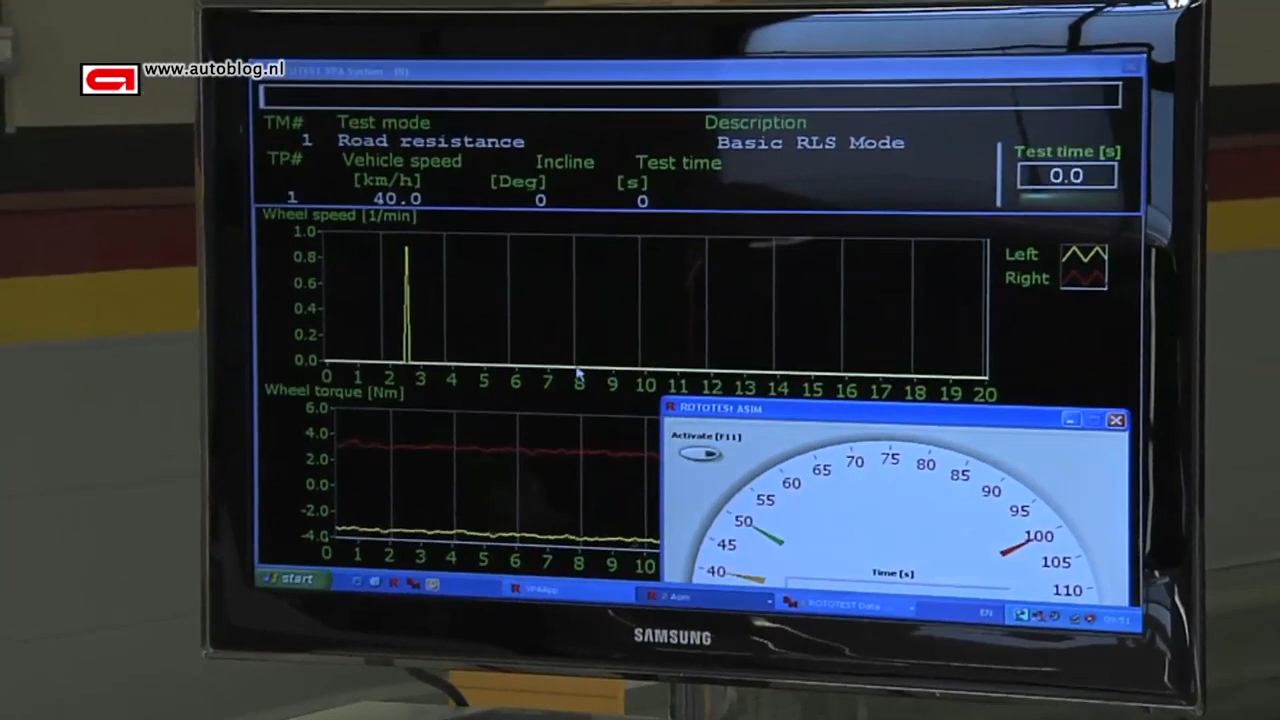 www.autoblog.nl
TM# Test mode Description
1 Road resistance Basic RLS Mode
TP# Vehicle speed Incline Test time Test time [s]
[km/h] [Deg] [s] 0.0
1 40.0 0 0
Wheel speed [1/min]
1.0
0.8
0.6
0.4
0.2
0.0
Left
Right
0 1 2 3 4 5 6 7 8 9 10 11 12 13 14 15 16 17 18 19 20
Wheel torque [Nm]
6.0
4.0
2.0
0.0
-2.0
-4.0
0 1 2 3 4 5 6 7 8 9 10
ROTOTEST ASIM
Activate [F11]
40 45 50 55 60 65 70 75 80 85 90 95 100 105 110
Time [s]
start
2 Asim
ROTOTEST Data ...
EN
SAMSUNG